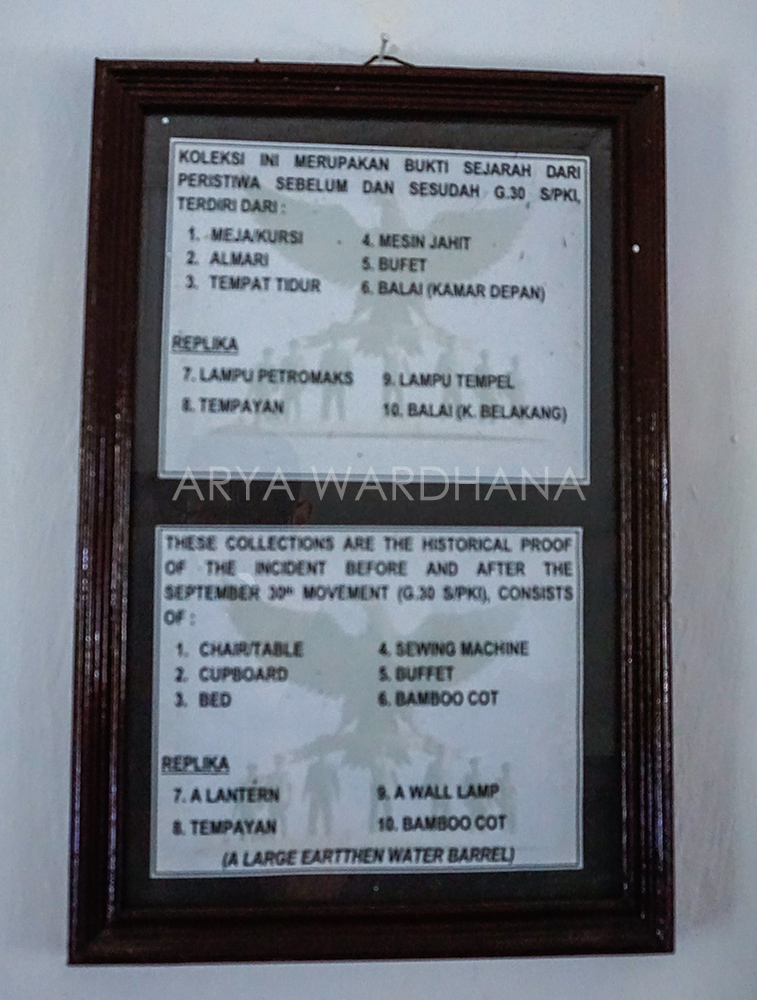 KOLEKSI INI MERUPAKAN BUKTI SEJARAH DARI
PERISTIWA SEBELUM DAN SESUDAH G.30 S/PKI,
TERDIRI DARI :
1. MEJA/KURSI 4. MESIN JAHIT
2. ALMARI 5. BUFET
3. TEMPAT TIDUR 6. BALAI (KAMAR DEPAN)
REPLIKA
7. LAMPU PETROMAKS 9. LAMPU TEMPEL
8. TEMPAYAN 10. BALAI (K. BELAKANG)
ARYA WARDHANA
THESE COLLECTIONS ARE THE HISTORICAL PROOF
OF THE INCIDENT BEFORE AND AFTER THE
SEPTEMBER 30th MOVEMENT (G.30 S/PKI), CONSISTS
OF :
1. CHAIR/TABLE 4. SEWING MACHINE
2. CUPBOARD 5. BUFFET
3. BED 6. BAMBOO COT
REPLIKA
7. A LANTERN 9. A WALL LAMP
8. TEMPAYAN 10. BAMBOO COT
(A LARGE EARTTHEN WATER BARREL)